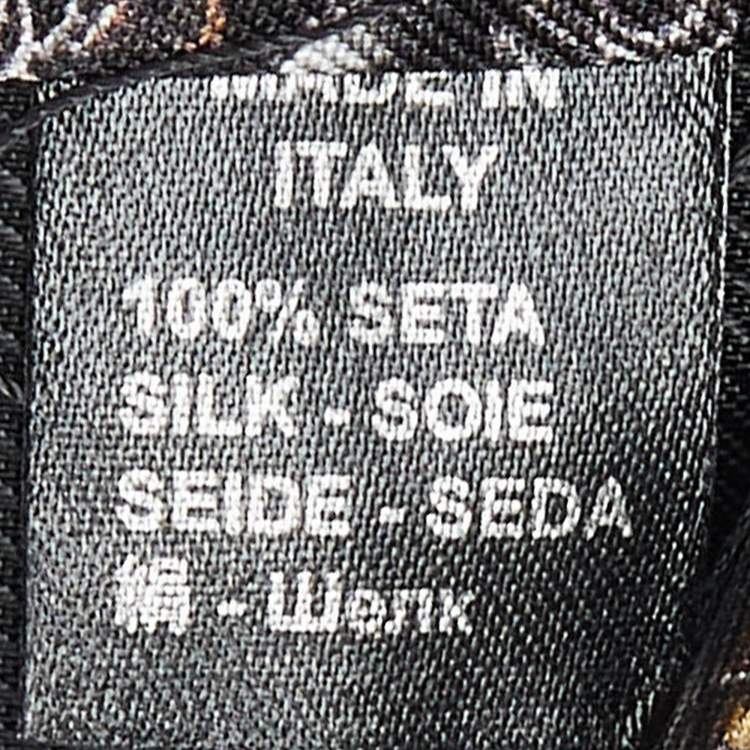 MADE IN
ITALY
100% SETA
SILK - SOIE
SEIDE - SEDA
絹 - Шелк